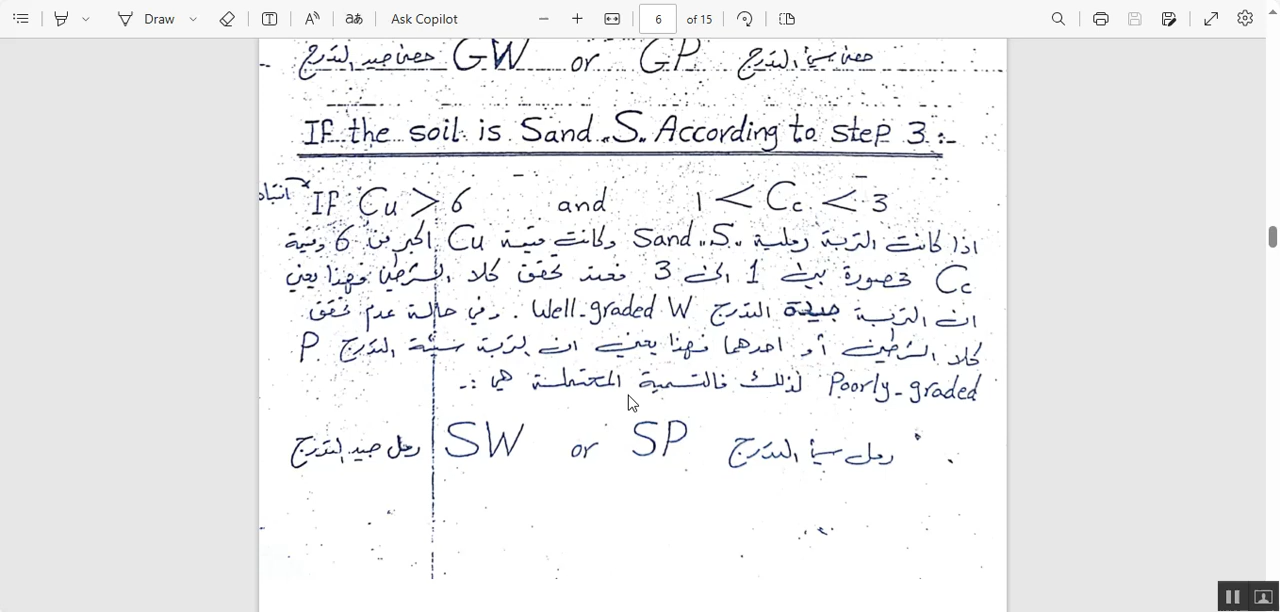 Draw
Ask Copilot
6 of 15
حصى جيد التدرج GW or GP حصى سيئ التدرج
IF the soil is Sand "S" According to step 3 :-
انتباه IF Cu > 6 and 1 < Cc < 3
اذا كانت التربة رملية Sand "S" وكانت قيمة Cu اكبر من 6 وقيمة
Cc محصورة بين 1 الى 3 فعند تحقق كلا الشرطين فهذا يعني
ان التربة جيدة التدرج Well-graded W . وفي حالة عدم تحقق
كلا الشرطين أو احدهما فهذا يعني ان التربة سيئة التدرج P
Poorly-graded لذلك فالتسمية المحتملة هي :-
رمل جيد التدرج SW or SP رمل سيئ التدرج